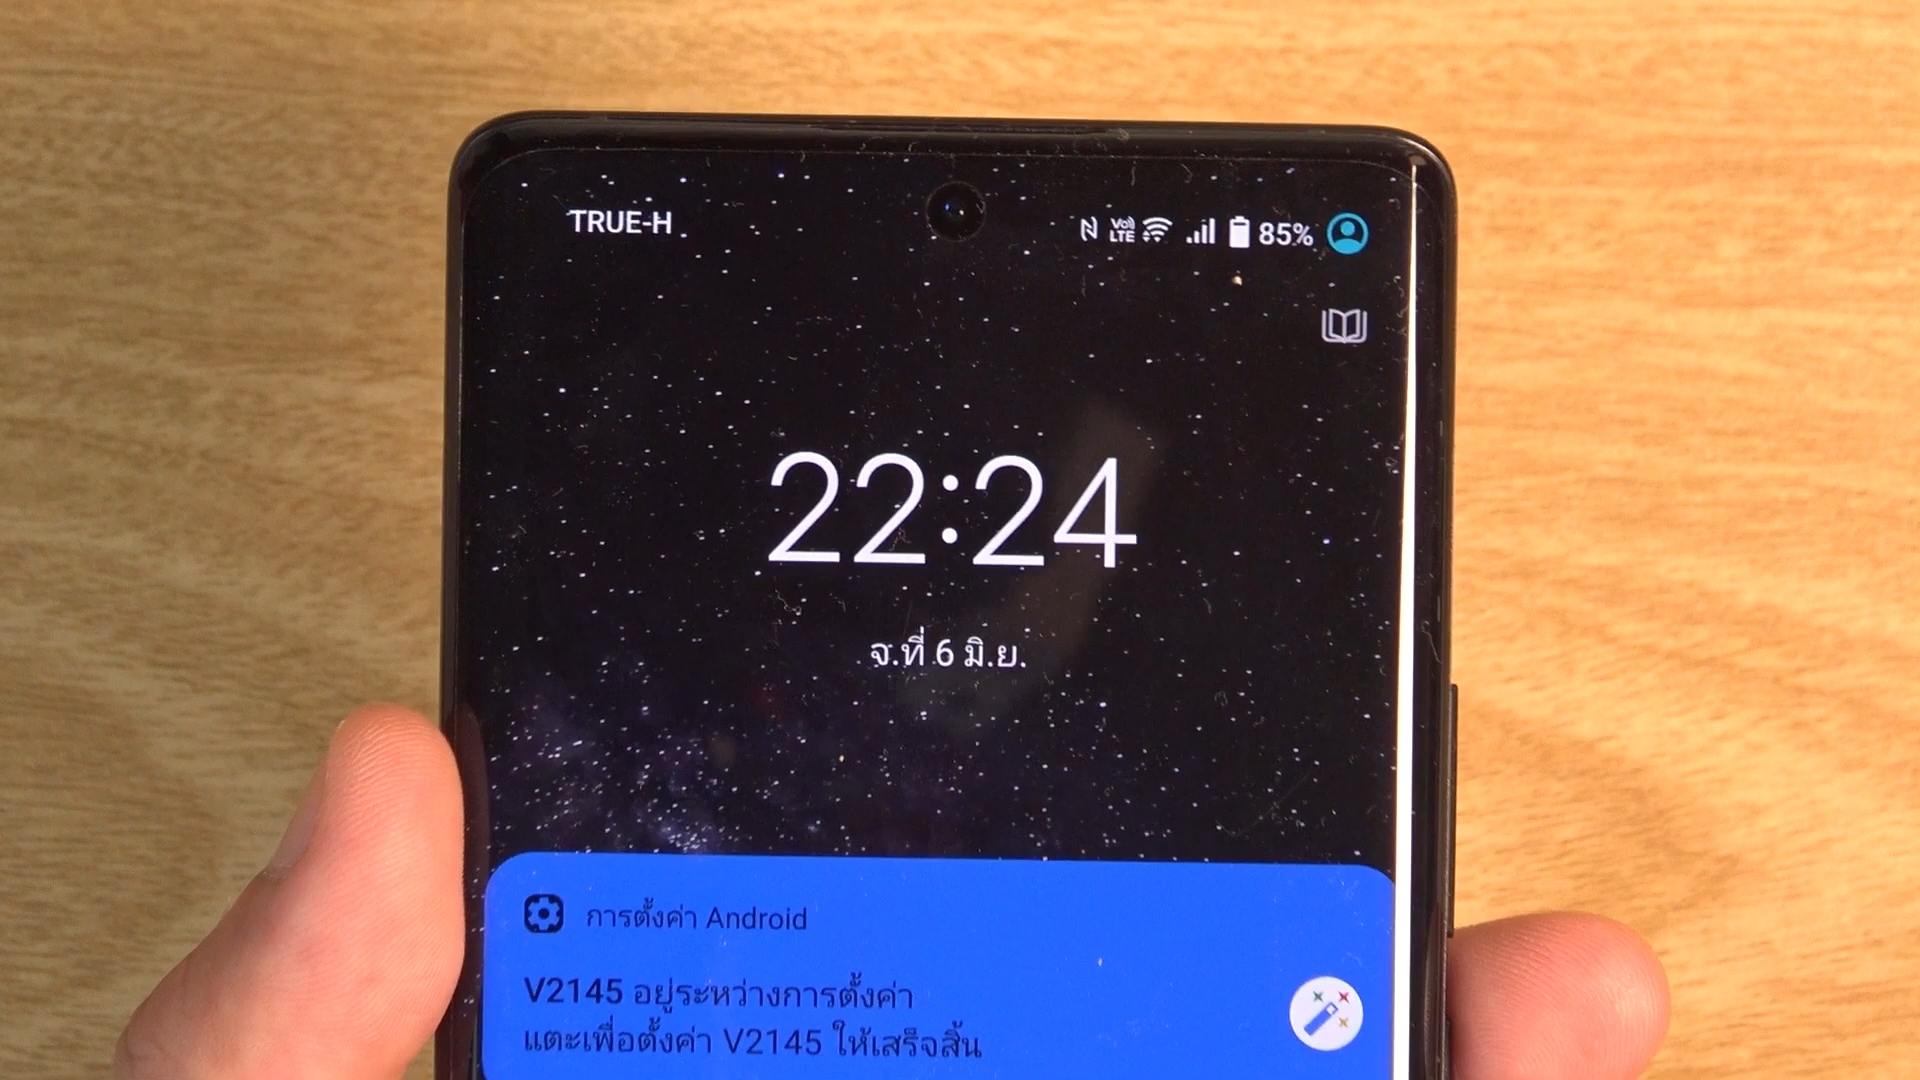 TRUE-H
Vo)) LTE 85%
22:24
จ.ที่ 6 มิ.ย.
การตั้งค่า Android
V2145 อยู่ระหว่างการตั้งค่า
แตะเพื่อตั้งค่า V2145 ให้เสร็จสิ้น